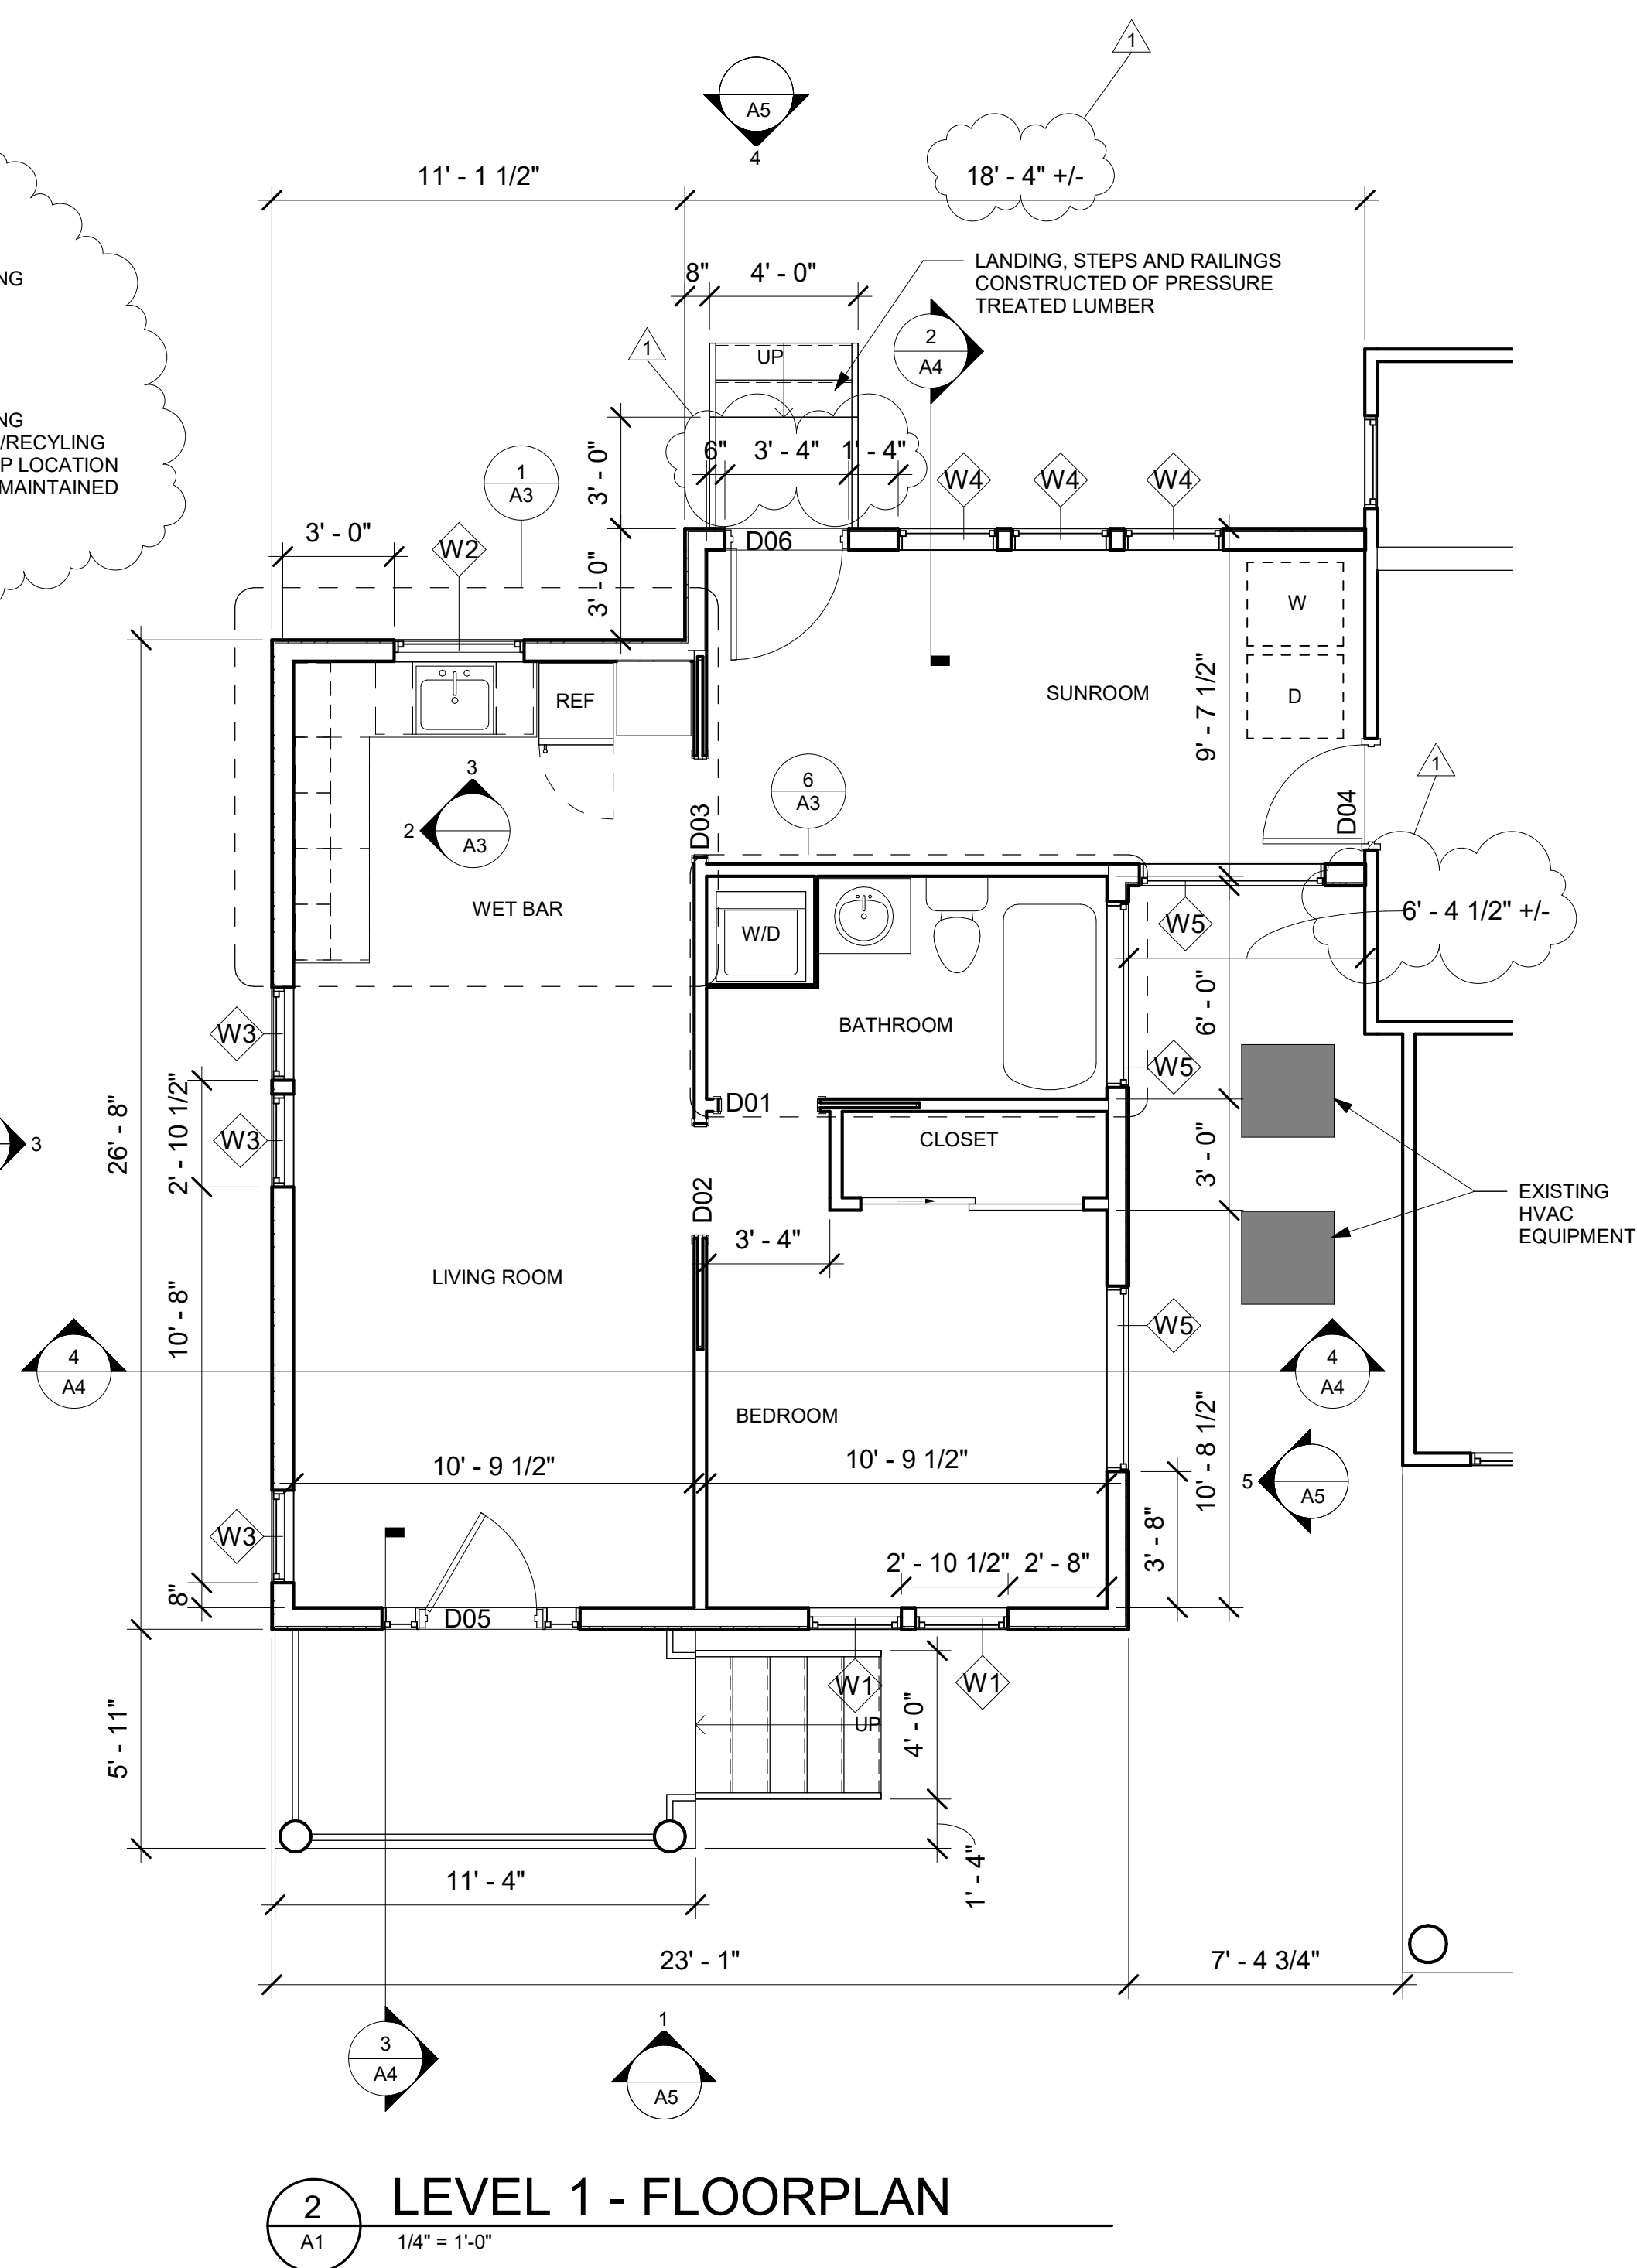 1
A5
4
11' - 1 1/2"
18' - 4" +/-
NG
8"
4' - 0"
LANDING, STEPS AND RAILINGS
CONSTRUCTED OF PRESSURE
TREATED LUMBER
1
UP
2
A4
NG
/RECYLING
P LOCATION
MAINTAINED
1
A3
3' - 0"
6"
3' - 4"
1' - 4"
W4
W4
W4
3' - 0"
W2
3' - 0"
D06
W
REF
SUNROOM
D
9' - 7 1/2"
1
3
2
A3
6
A3
D03
D04
WET BAR
W/D
W5
6' - 4 1/2" +/-
W3
BATHROOM
6' - 0"
W5
26' - 8"
2' - 10 1/2"
W3
3
D01
CLOSET
3' - 0"
EXISTING
HVAC
EQUIPMENT
D02
3' - 4"
LIVING ROOM
10' - 8"
W5
4
A4
4
A4
BEDROOM
10' - 8 1/2"
10' - 9 1/2"
10' - 9 1/2"
5
A5
W3
3' - 8"
2' - 10 1/2"
2' - 8"
8"
D05
W1
W1
5' - 11"
UP
4' - 0"
11' - 4"
1' - 4"
23' - 1"
7' - 4 3/4"
3
A4
1
A5
2
A1
LEVEL 1 - FLOORPLAN
1/4" = 1'-0"